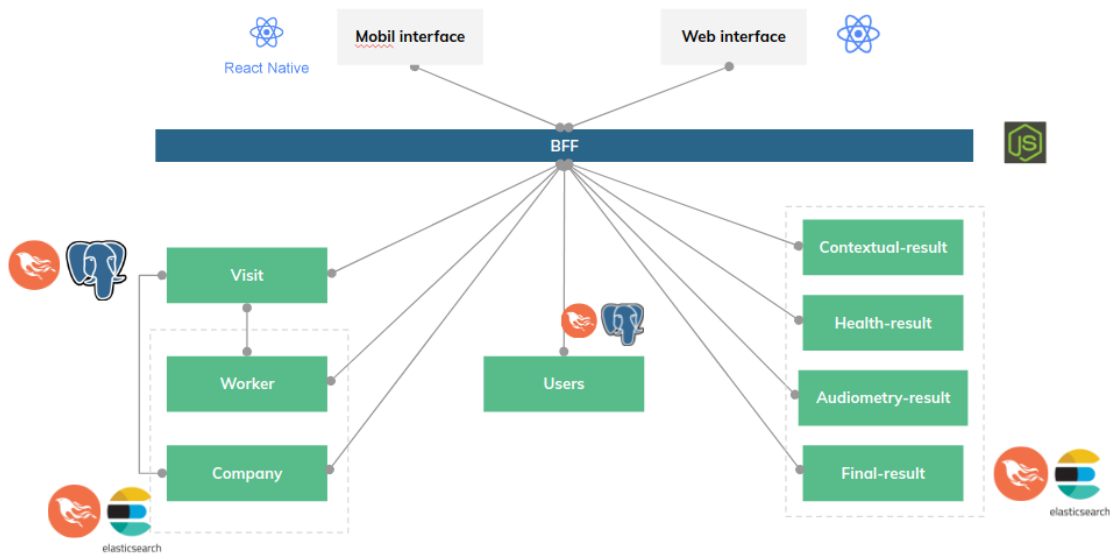 Mobil interface
Web interface
React Native
BFF
JS
Visit
Contextual-result
Health-result
Worker
Users
Audiometry-result
Company
Final-result
elasticsearch
elasticsearch